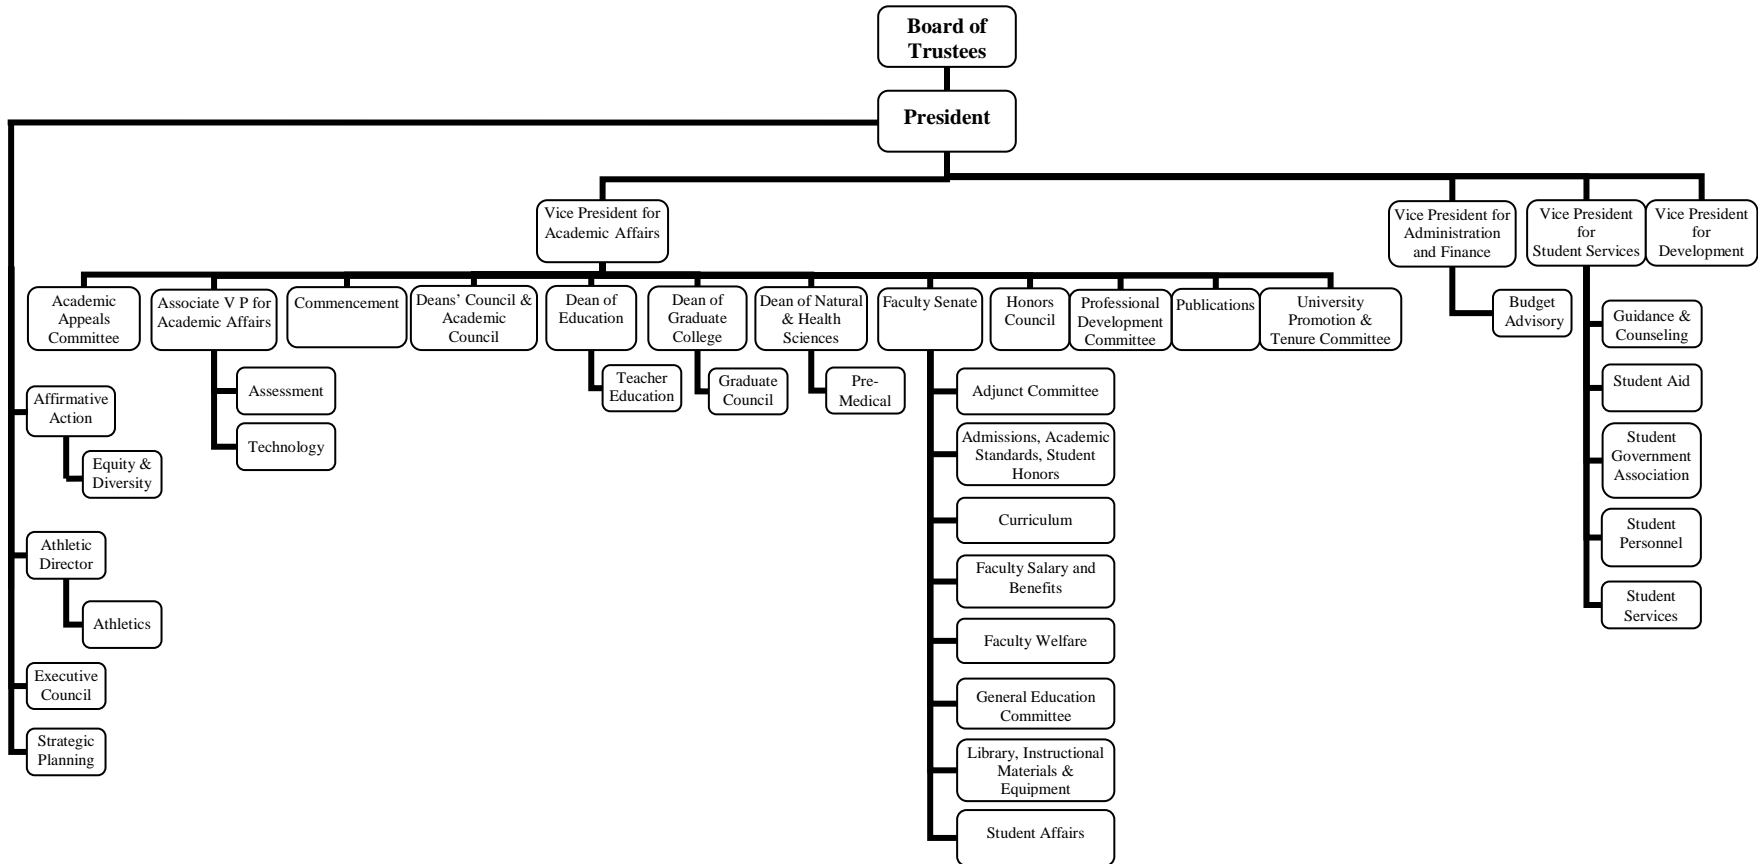 Board of
Trustees
President
Vice President for
Academic Affairs
Vice President for
Administration
and Finance
Vice President
for
Student Services
Vice President
for
Development
Academic
Appeals
Committee
Associate V P for
Academic Affairs
Commencement
Deans’ Council &
Academic
Council
Dean of
Education
Dean of
Graduate
College
Dean of Natural
& Health
Sciences
Faculty Senate
Honors
Council
Professional
Development
Committee
Publications
University
Promotion &
Tenure Committee
Budget
Advisory
Guidance &
Counseling
Student Aid
Student
Government
Association
Student
Personnel
Student
Services
Assessment
Technology
Teacher
Education
Graduate
Council
Pre-
Medical
Adjunct Committee
Admissions, Academic
Standards, Student
Honors
Curriculum
Faculty Salary and
Benefits
Faculty Welfare
General Education
Committee
Library, Instructional
Materials &
Equipment
Student Affairs
Affirmative
Action
Equity &
Diversity
Athletic
Director
Athletics
Executive
Council
Strategic
Planning